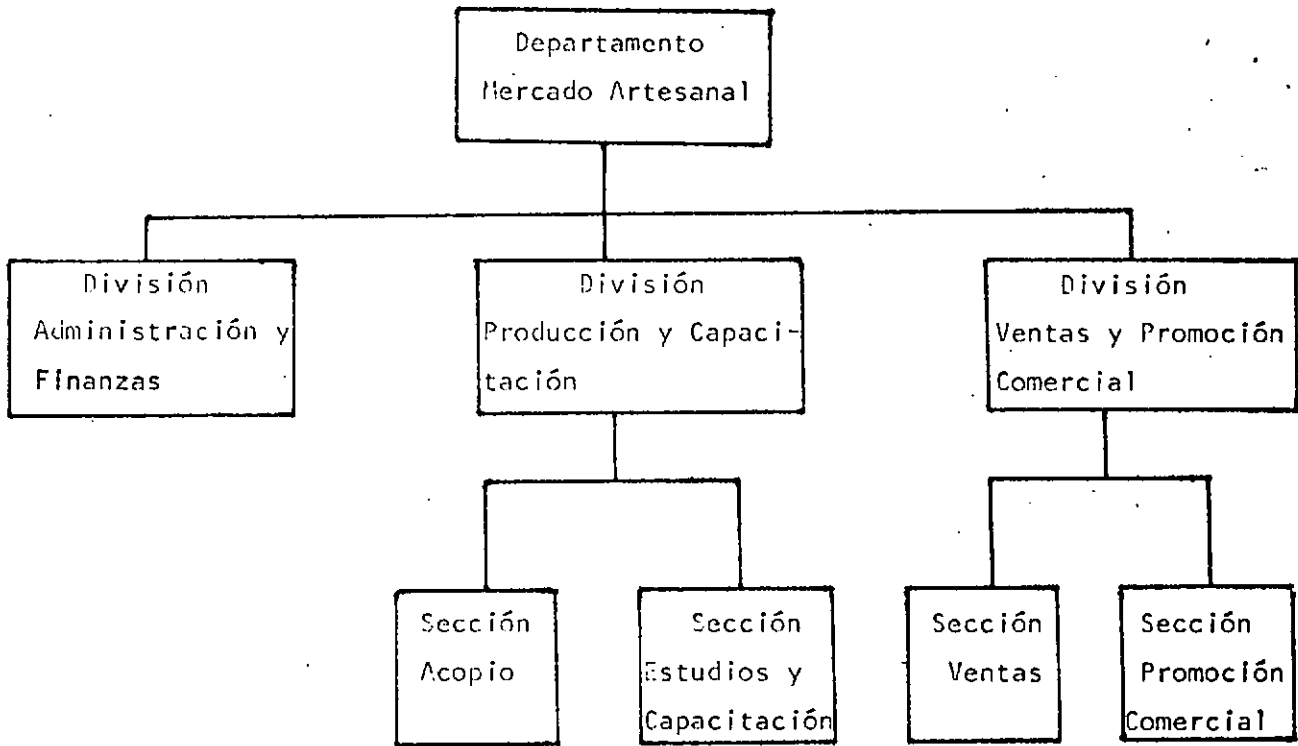 Departamento
Mercado Artesanal
División
Administración y
Finanzas
División
Producción y Capaci-
tación
División
Ventas y Promoción
Comercial
Sección
Acopio
Sección
Estudios y
Capacitación
Sección
Ventas
Sección
Promoción
Comercial